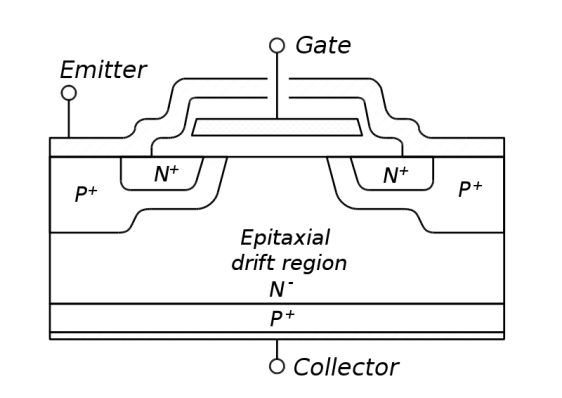 Gate
Emitter
N⁺
N⁺
P⁺
P⁺
Epitaxial
drift region
N⁻
P⁺
Collector